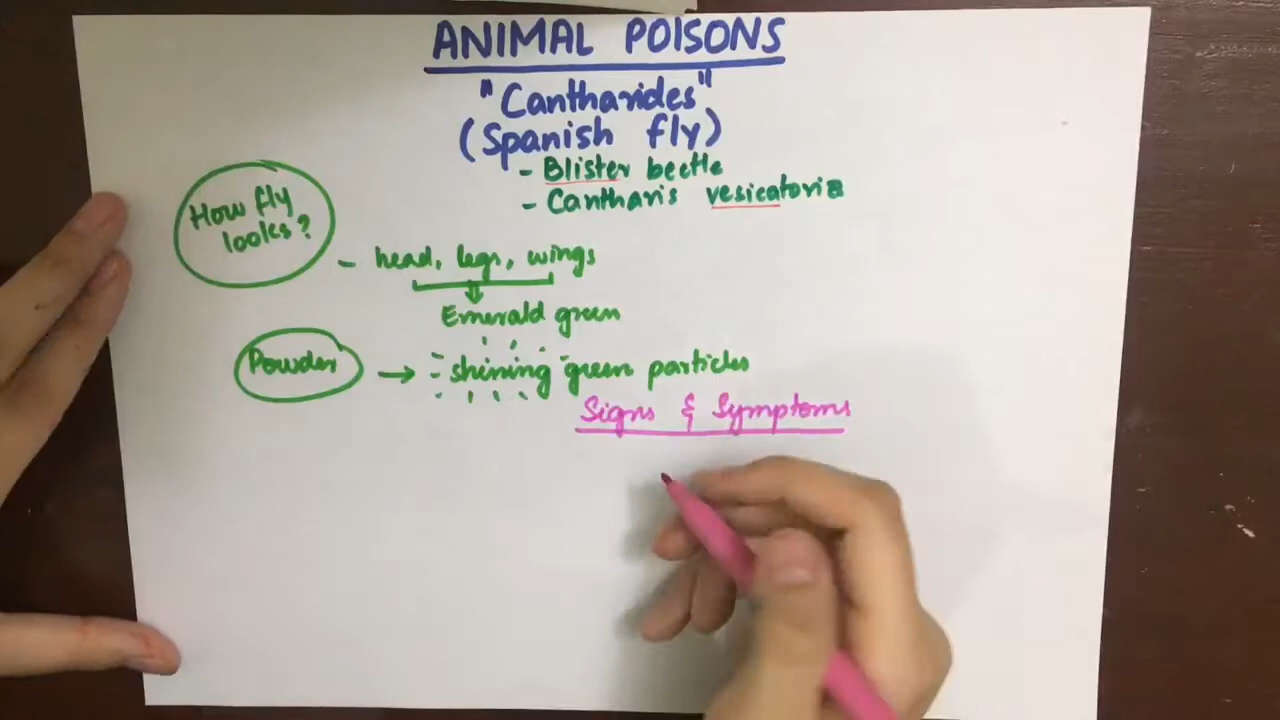 ANIMAL POISONS
"Cantharides"
(Spanish fly)
- Blister beetle
- Cantharis vesicatoria
How fly
looks?
- head, legs, wings
Emerald green
Powder → shining green particles
Signs & Symptoms